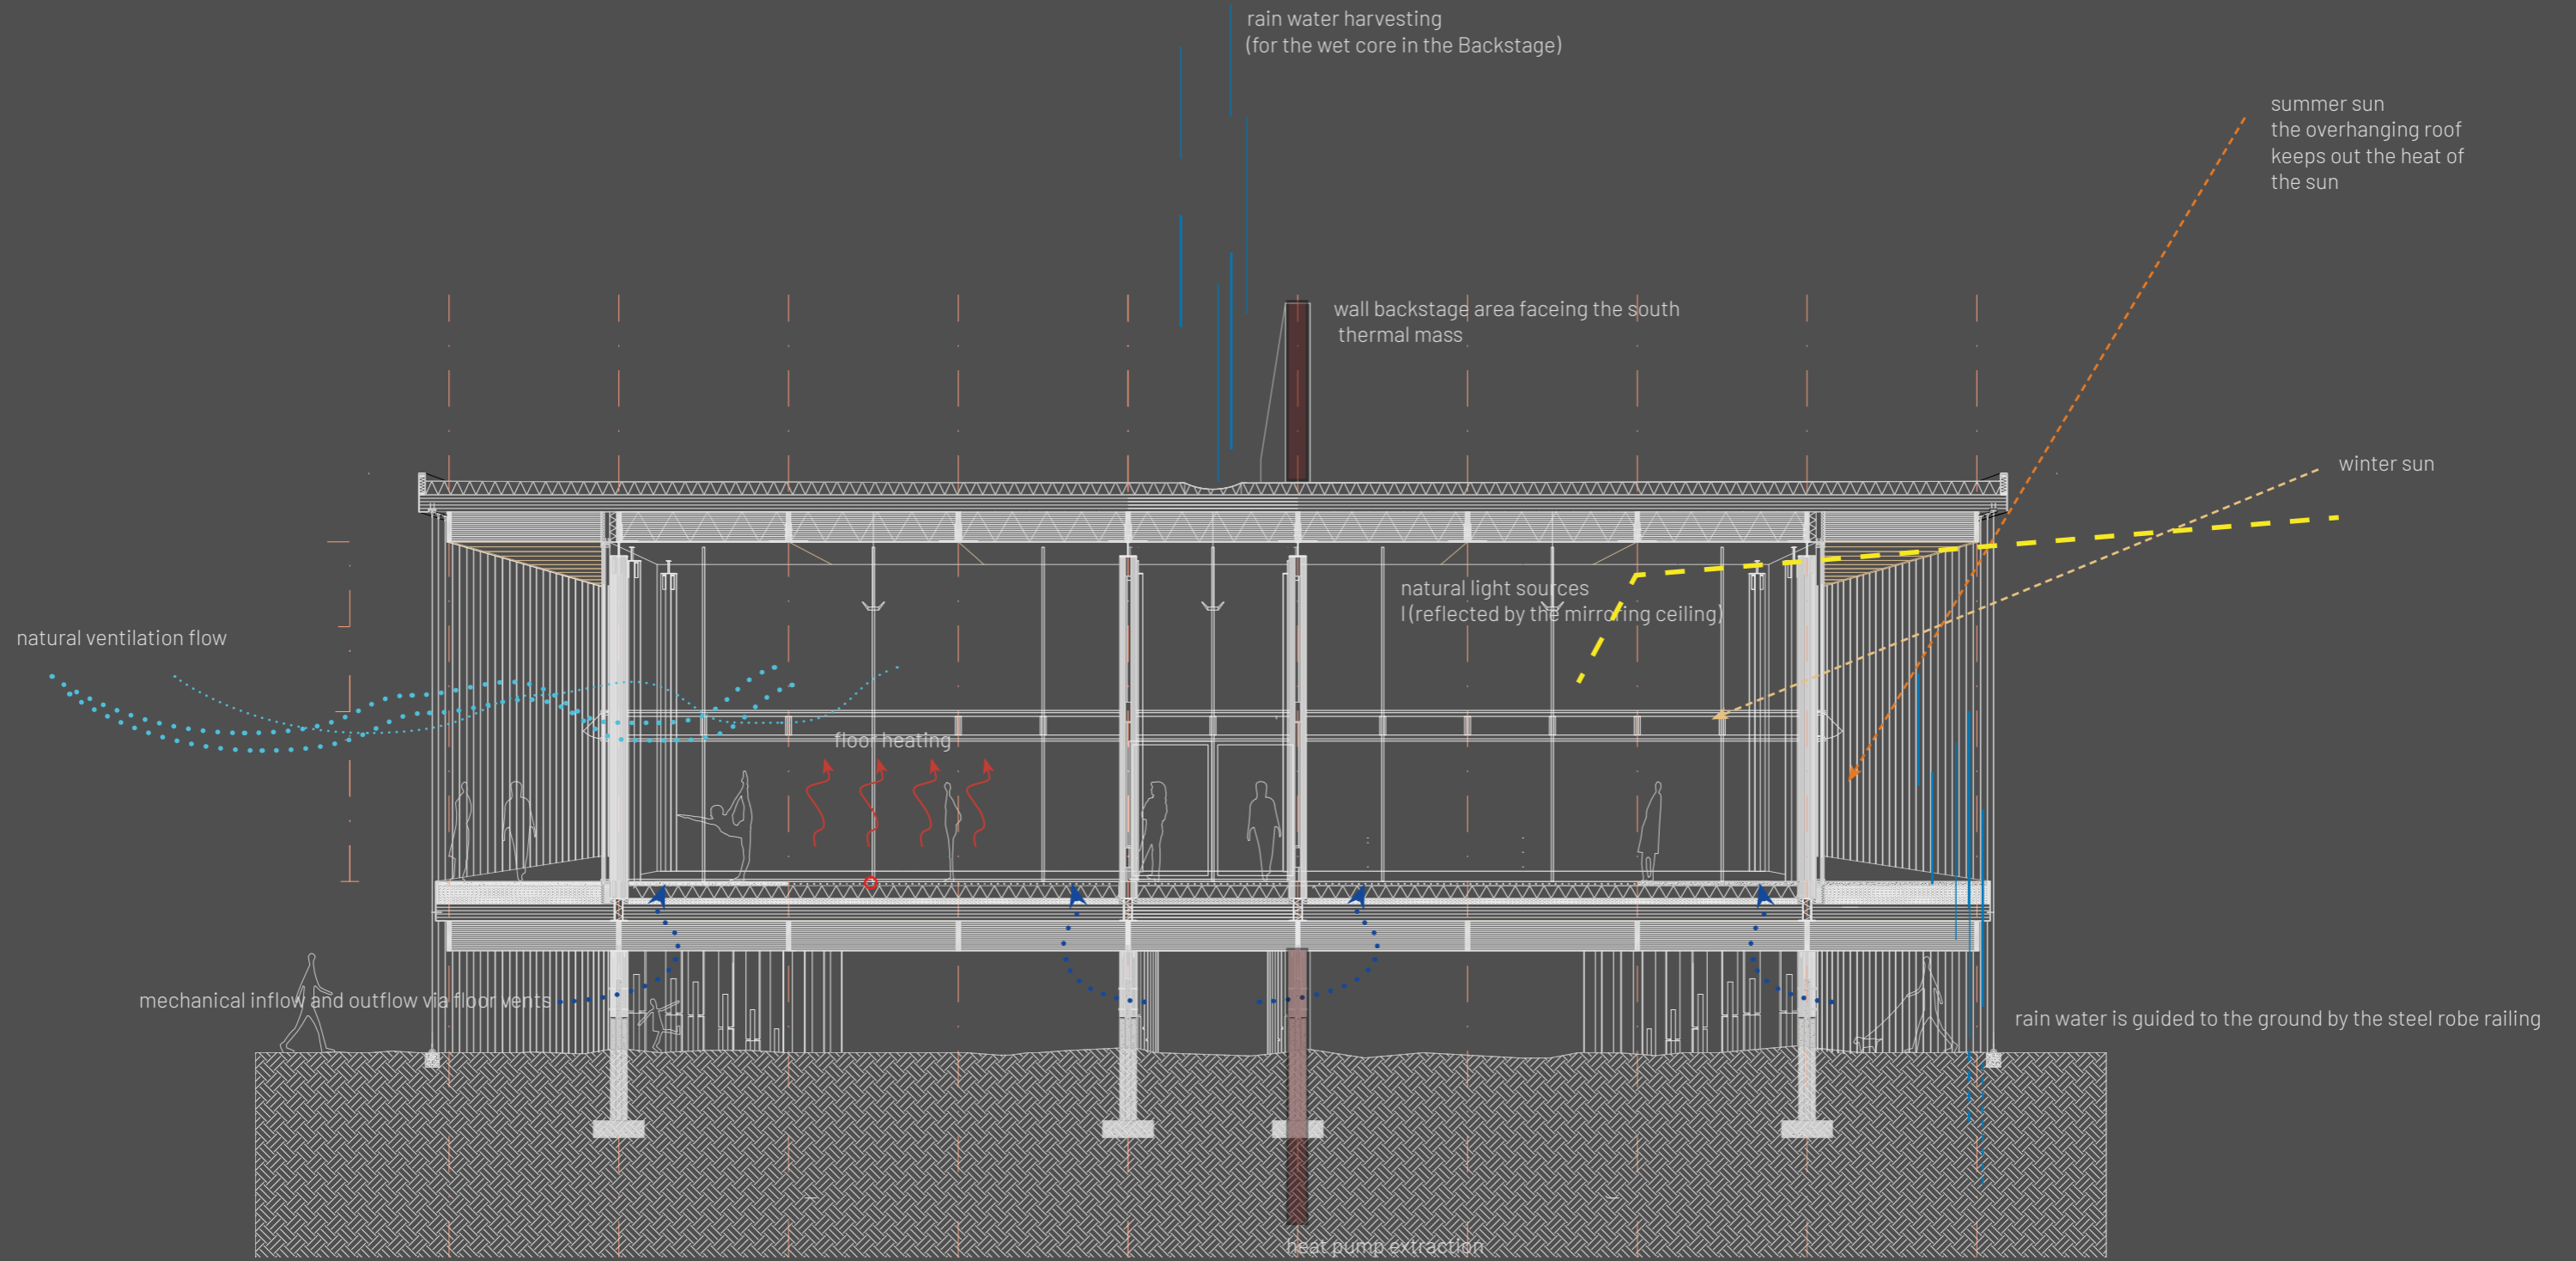 rain water harvesting
(for the wet core in the Backstage)
summer sun
the overhanging roof
keeps out the heat of
the sun
wall backstage area faceing the south
thermal mass
winter sun
natural light sources
l (reflected by the mirroring ceiling)
natural ventilation flow
floor heating
mechanical inflow and outflow via floor vents
rain water is guided to the ground by the steel robe railing
heat pump extraction